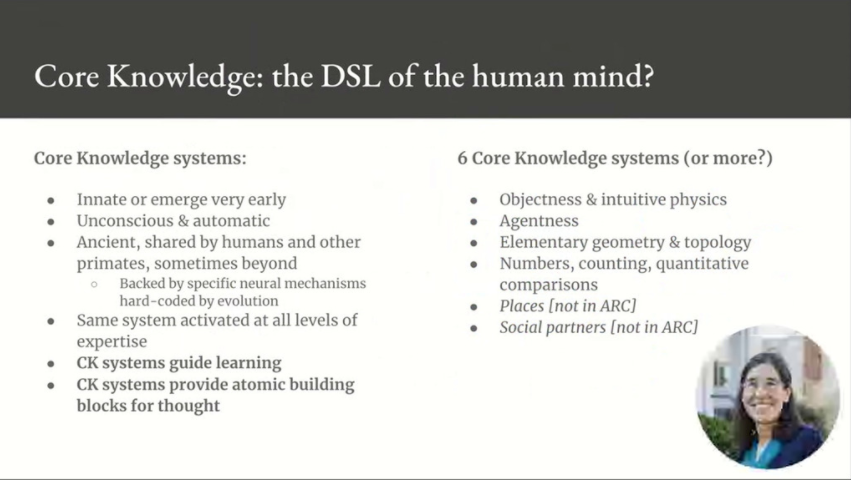 Core Knowledge: the DSL of the human mind?
Core Knowledge systems:
● Innate or emerge very early
● Unconscious & automatic
● Ancient, shared by humans and other
primates, sometimes beyond
○ Backed by specific neural mechanisms
hard-coded by evolution
● Same system activated at all levels of
expertise
● CK systems guide learning
● CK systems provide atomic building
blocks for thought
6 Core Knowledge systems (or more?)
● Objectness & intuitive physics
● Agentness
● Elementary geometry & topology
● Numbers, counting, quantitative
comparisons
● Places [not in ARC]
● Social partners [not in ARC]